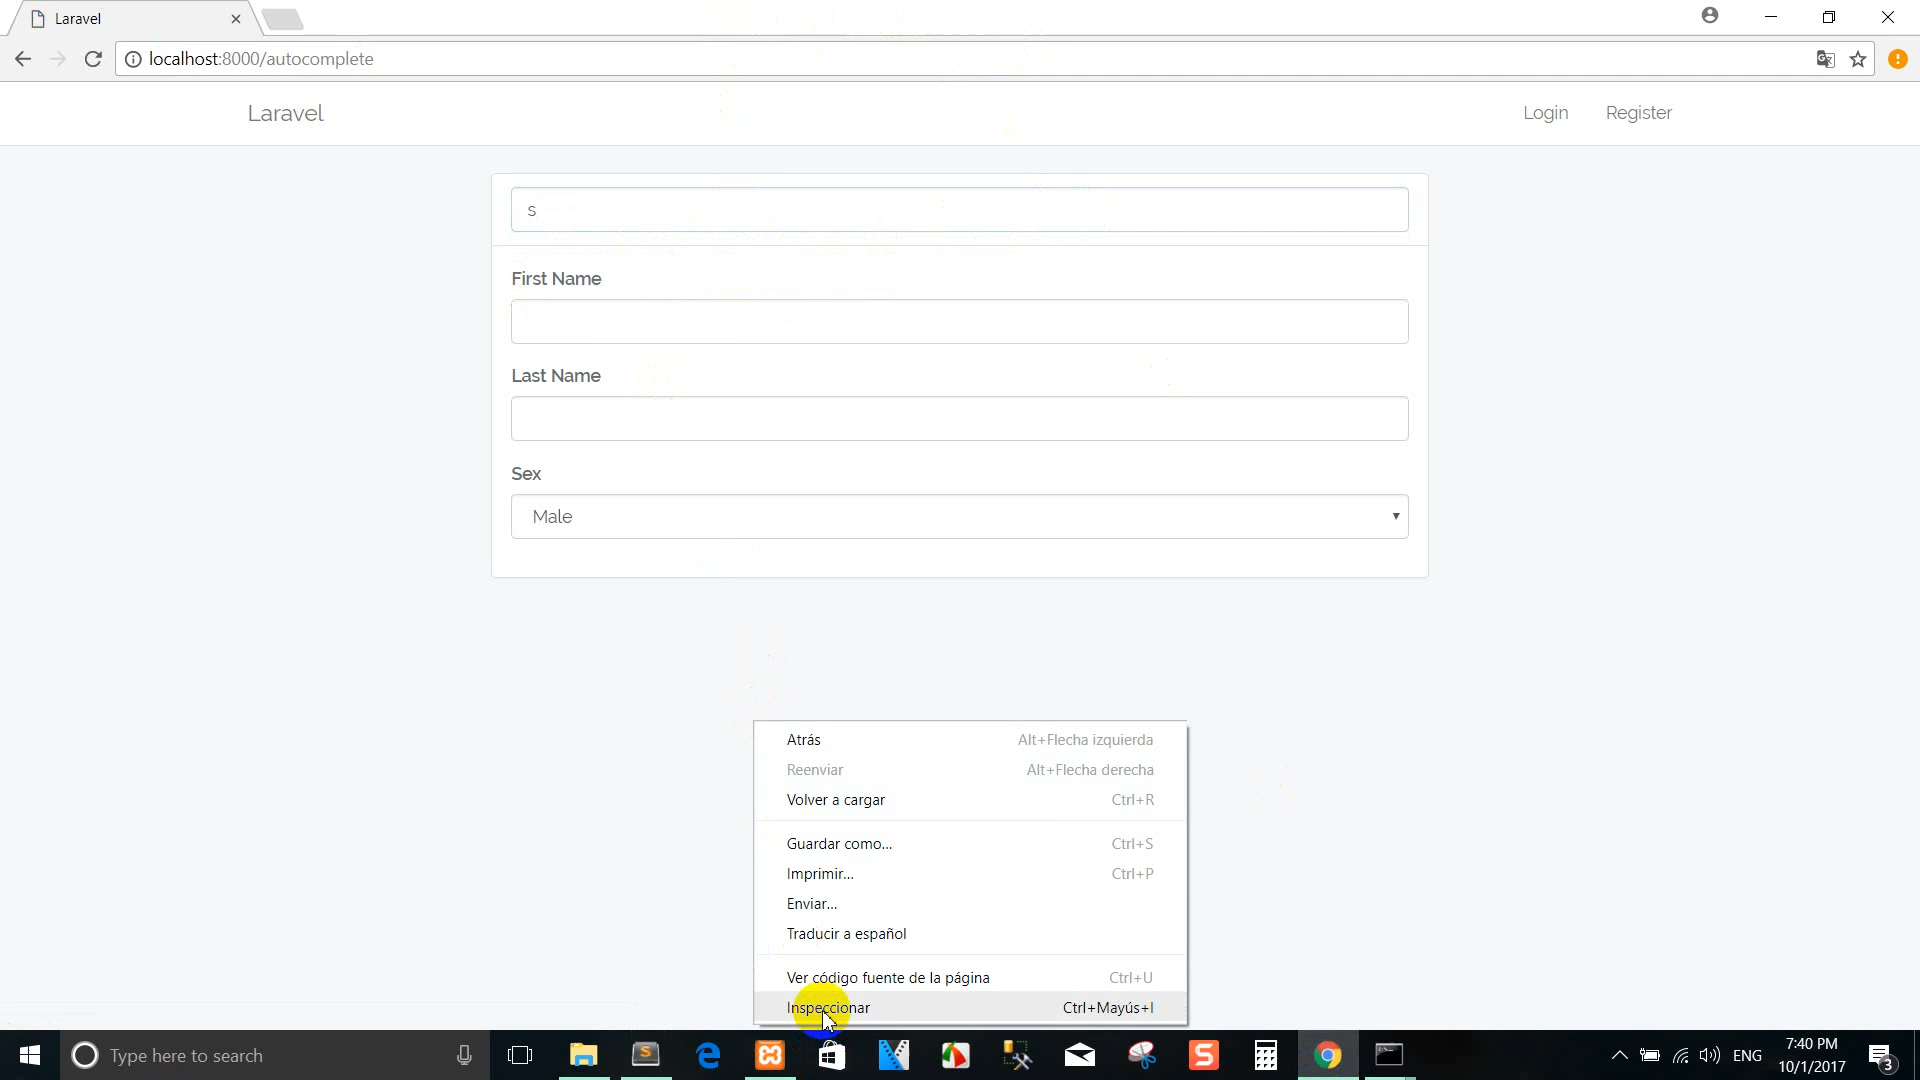 Laravel
localhost:8000/autocomplete
Laravel
Login
Register
s
First Name
Last Name
Sex
Male
Atrás Alt+Flecha izquierda
Reenviar Alt+Flecha derecha
Volver a cargar Ctrl+R
Guardar como... Ctrl+S
Imprimir... Ctrl+P
Enviar...
Traducir a español
Ver código fuente de la página Ctrl+U
Inspeccionar Ctrl+Mayús+I
Type here to search
ENG
7:40 PM
10/1/2017
3